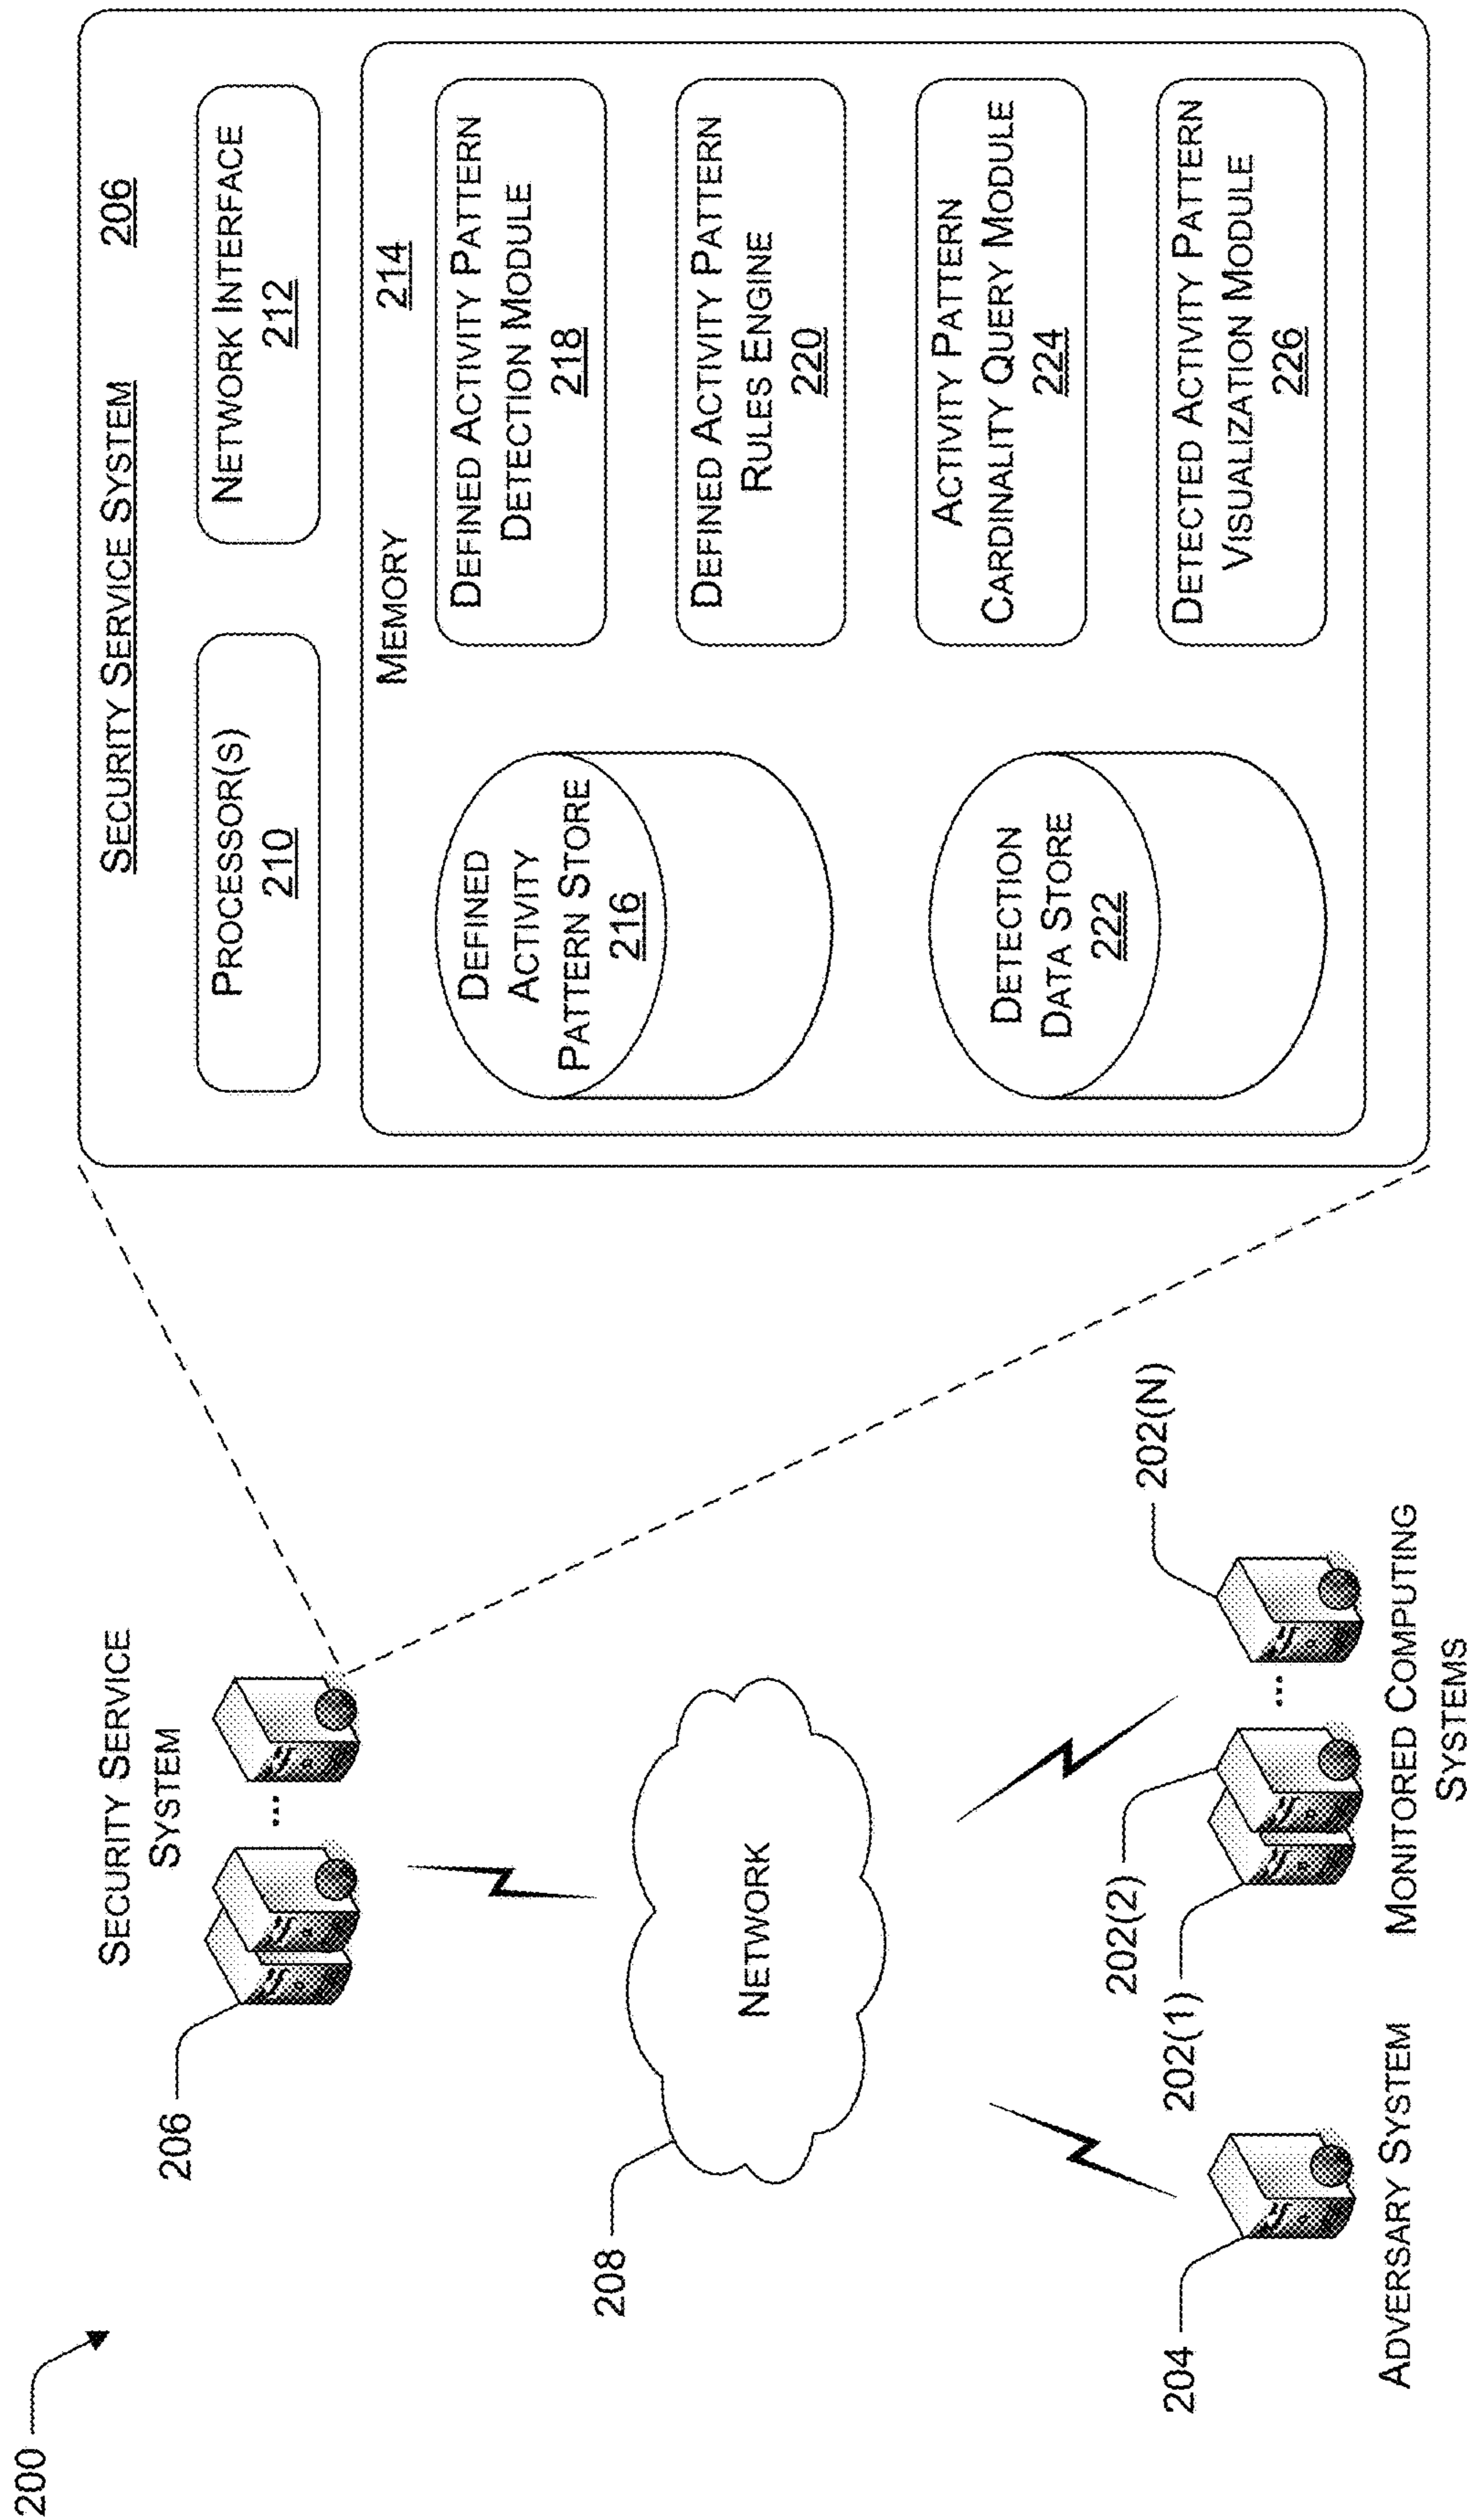 200
SECURITY SERVICE
SYSTEM
206
NETWORK
208
204
ADVERSARY SYSTEM
202(1)
202(2)
202(N)
MONITORED COMPUTING
SYSTEMS
SECURITY SERVICE SYSTEM 206
PROCESSOR(S)
210
NETWORK INTERFACE
212
MEMORY 214
DEFINED
ACTIVITY
PATTERN STORE
216
DETECTION
DATA STORE
222
DEFINED ACTIVITY PATTERN
DETECTION MODULE
218
DEFINED ACTIVITY PATTERN
RULES ENGINE
220
ACTIVITY PATTERN
CARDINALITY QUERY MODULE
224
DETECTED ACTIVITY PATTERN
VISUALIZATION MODULE
226